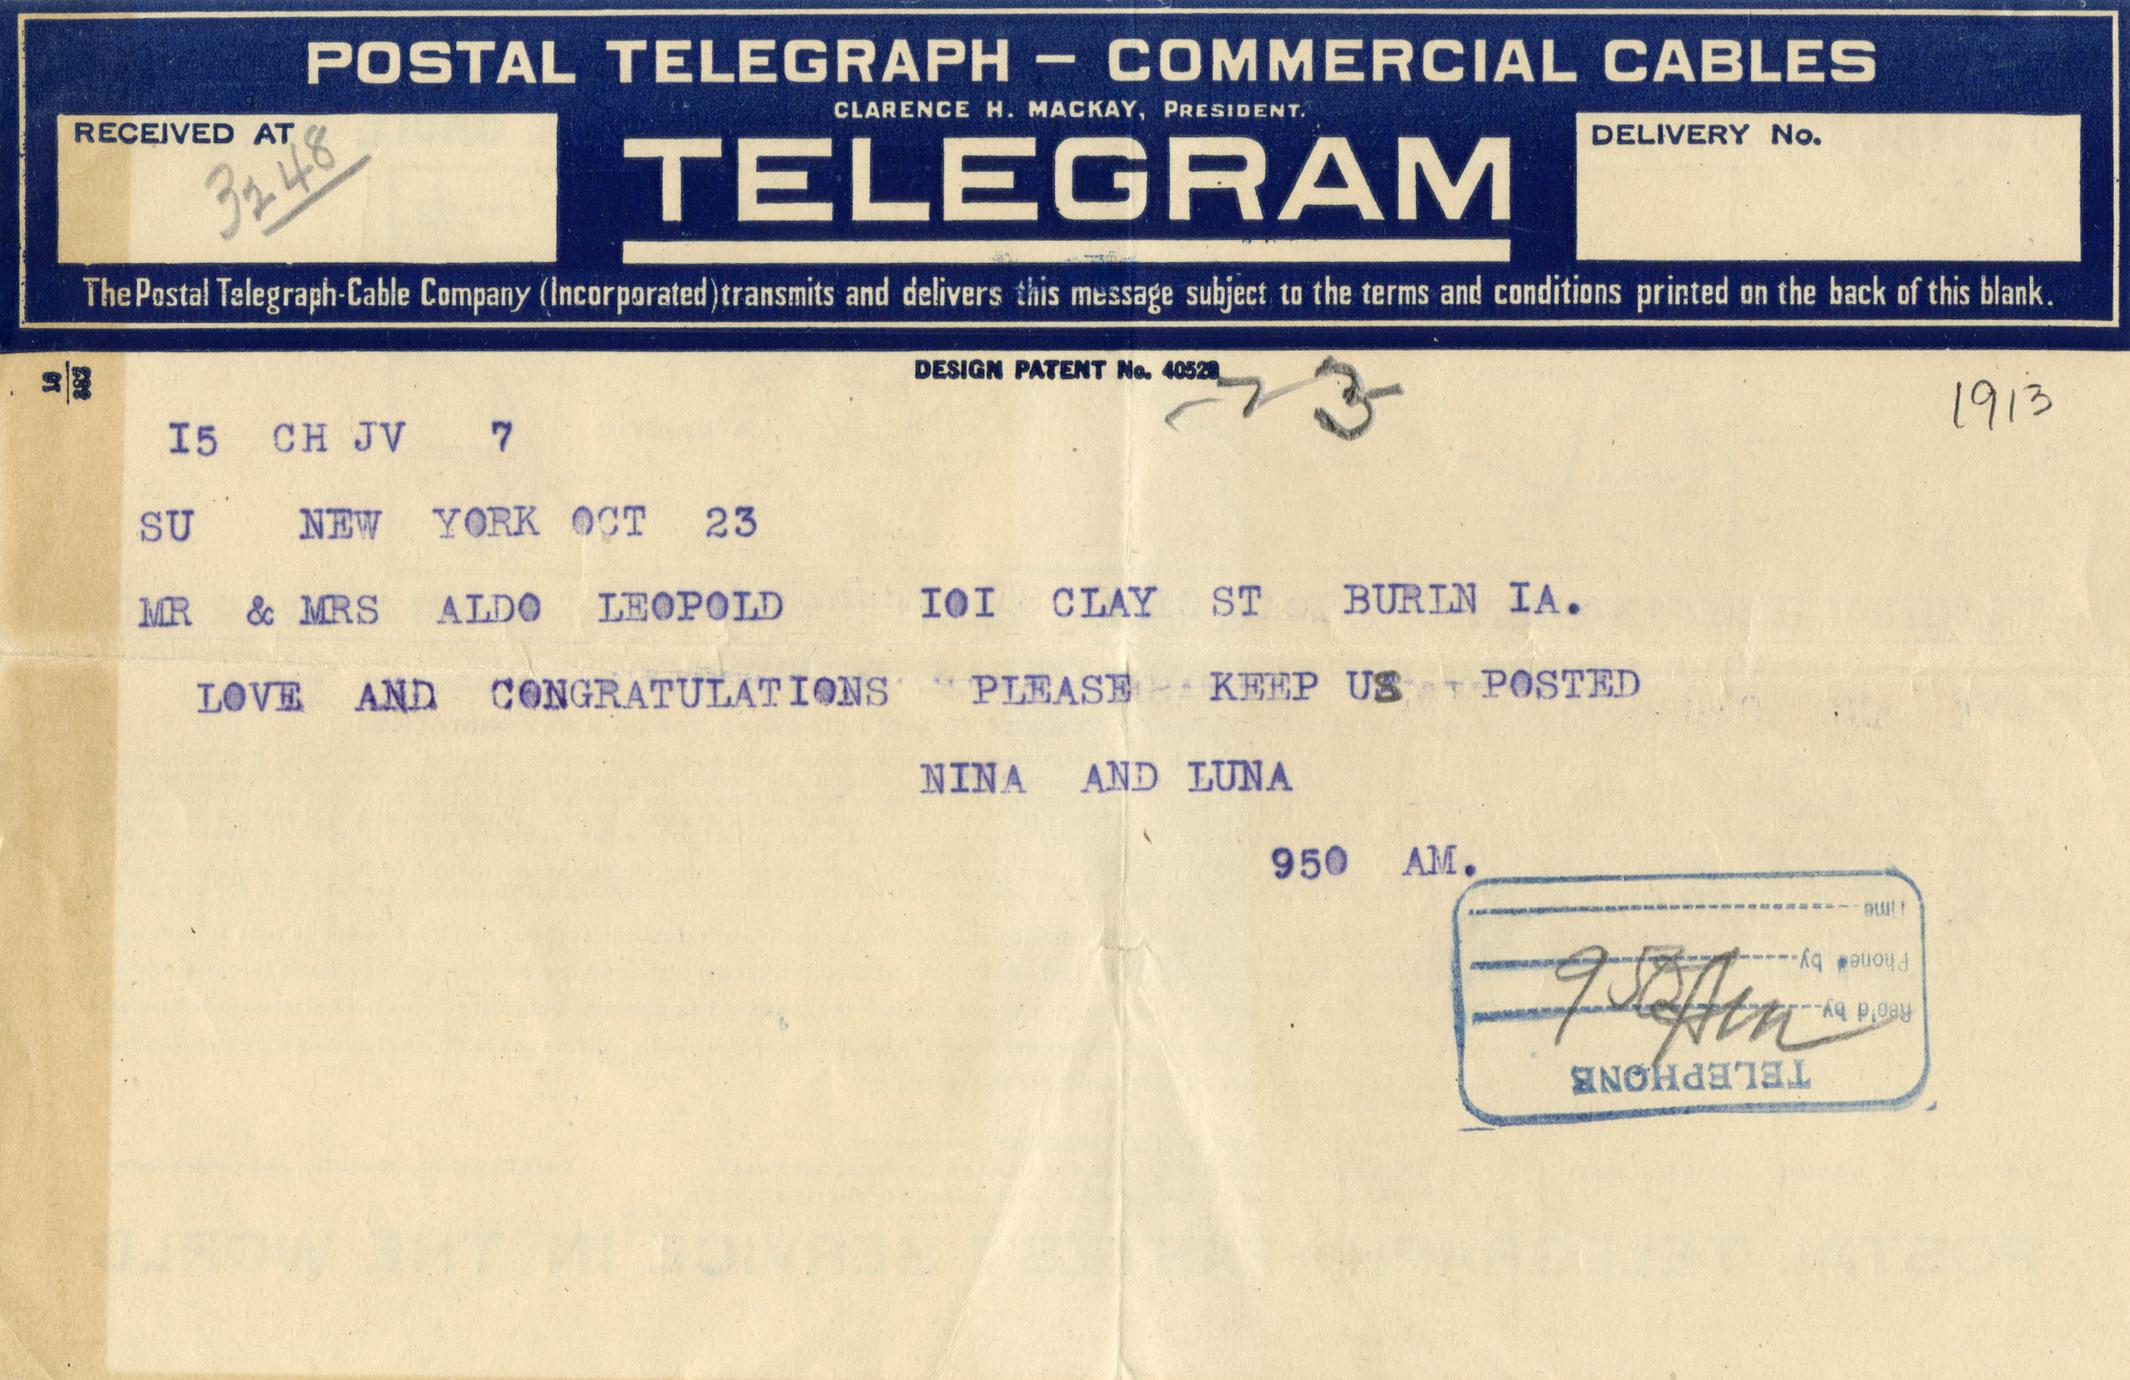 POSTAL TELEGRAPH – COMMERCIAL CABLES
CLARENCE H. MACKAY, PRESIDENT.
RECEIVED AT
3248
TELEGRAM
DELIVERY No.
The Postal Telegraph-Cable Company (Incorporated) transmits and delivers this message subject to the terms and conditions printed on the back of this blank.
DESIGN PATENT No. 40529
3
1913
I5 CH JV 7
SU NEW YORK OCT 23
MR & MRS ALDO LEOPOLD IOI CLAY ST BURLN IA.
LOVE AND CONGRATULATIONS PLEASE KEEP US POSTED
NINA AND LUNA
950 AM.
TELEPHONE
Rec'd by
Phoned by
Time
950 Am